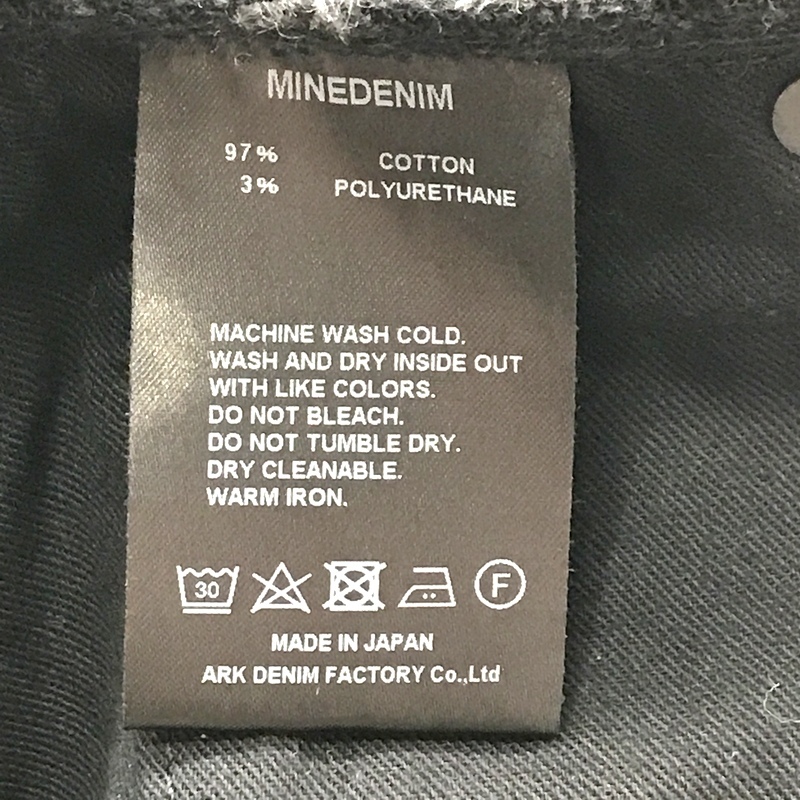 MINEDENIM
97% COTTON
3% POLYURETHANE
MACHINE WASH COLD.
WASH AND DRY INSIDE OUT
WITH LIKE COLORS.
DO NOT BLEACH.
DO NOT TUMBLE DRY.
DRY CLEANABLE.
WARM IRON.
30 F
MADE IN JAPAN
ARK DENIM FACTORY Co.,Ltd